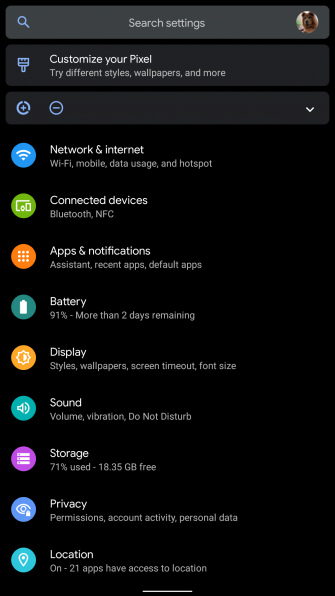 Search settings
Customize your Pixel
Try different styles, wallpapers, and more
Network & internet
Wi-Fi, mobile, data usage, and hotspot
Connected devices
Bluetooth, NFC
Apps & notifications
Assistant, recent apps, default apps
Battery
91% - More than 2 days remaining
Display
Styles, wallpapers, screen timeout, font size
Sound
Volume, vibration, Do Not Disturb
Storage
71% used - 18.35 GB free
Privacy
Permissions, account activity, personal data
Location
On - 21 apps have access to location